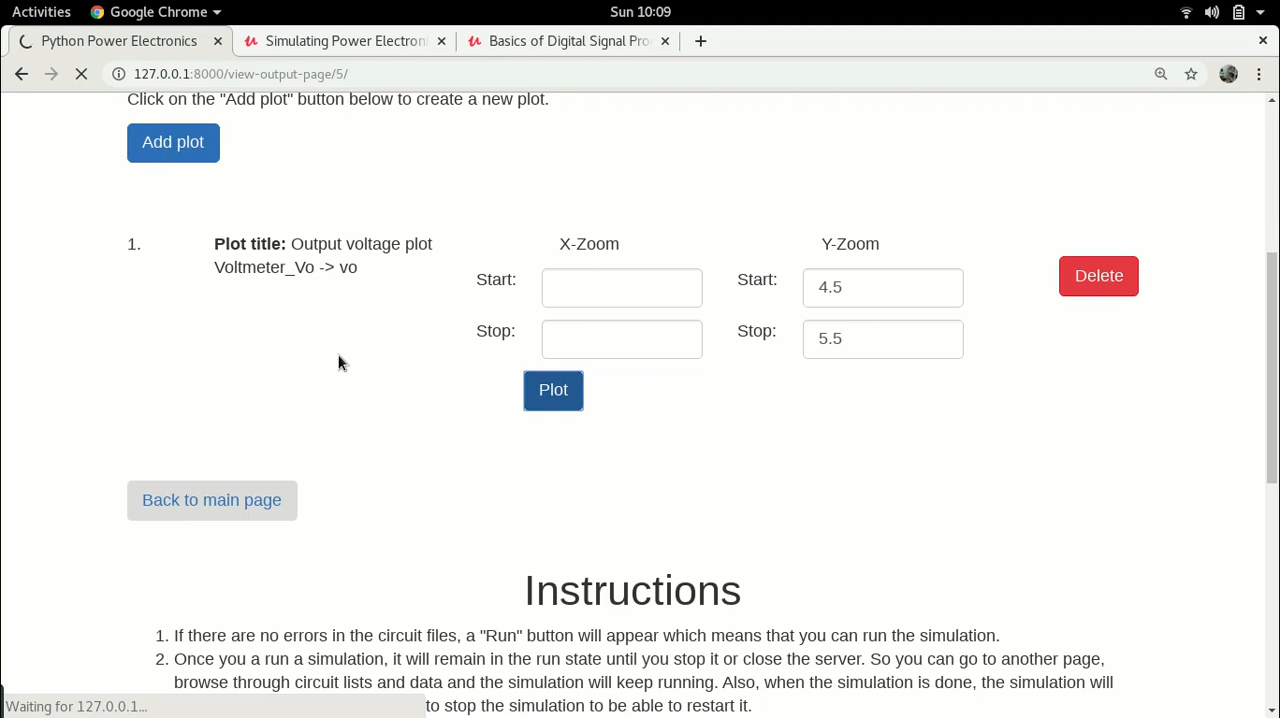 Activities Google Chrome Sun 10:09
Python Power Electronics Simulating Power Electroni Basics of Digital Signal Pro
127.0.0.1:8000/view-output-page/5/
Click on the "Add plot" button below to create a new plot.
Add plot
1. Plot title: Output voltage plot X-Zoom Y-Zoom
Voltmeter_Vo -> vo
Start: Start: 4.5 Delete
Stop: Stop: 5.5
Plot
Back to main page
Instructions
1. If there are no errors in the circuit files, a "Run" button will appear which means that you can run the simulation.
2. Once you a run a simulation, it will remain in the run state until you stop it or close the server. So you can go to another page,
browse through circuit lists and data and the simulation will keep running. Also, when the simulation is done, the simulation will
to stop the simulation to be able to restart it.
Waiting for 127.0.0.1...